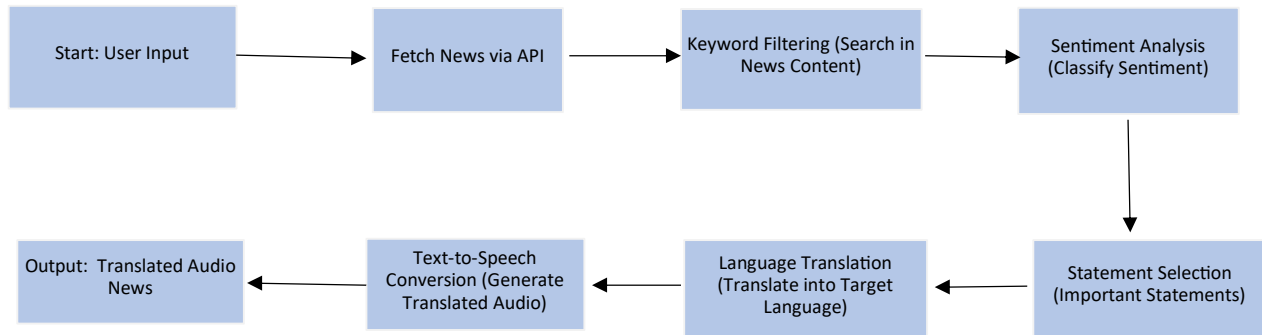 Start: User Input
Fetch News via API
Keyword Filtering (Search in
News Content)
Sentiment Analysis
(Classify Sentiment)
Statement Selection
(Important Statements)
Language Translation
(Translate into Target
Language)
Text-to-Speech
Conversion (Generate
Translated Audio)
Output:  Translated Audio
News